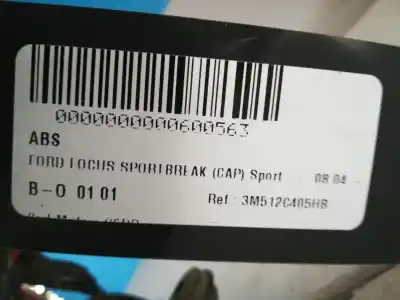 0000000000600563
ABS
FORD FOCUS SPORTBREAK (CAP) Sport 08.04
B-O 01 01 Ref : 3M512C405HB